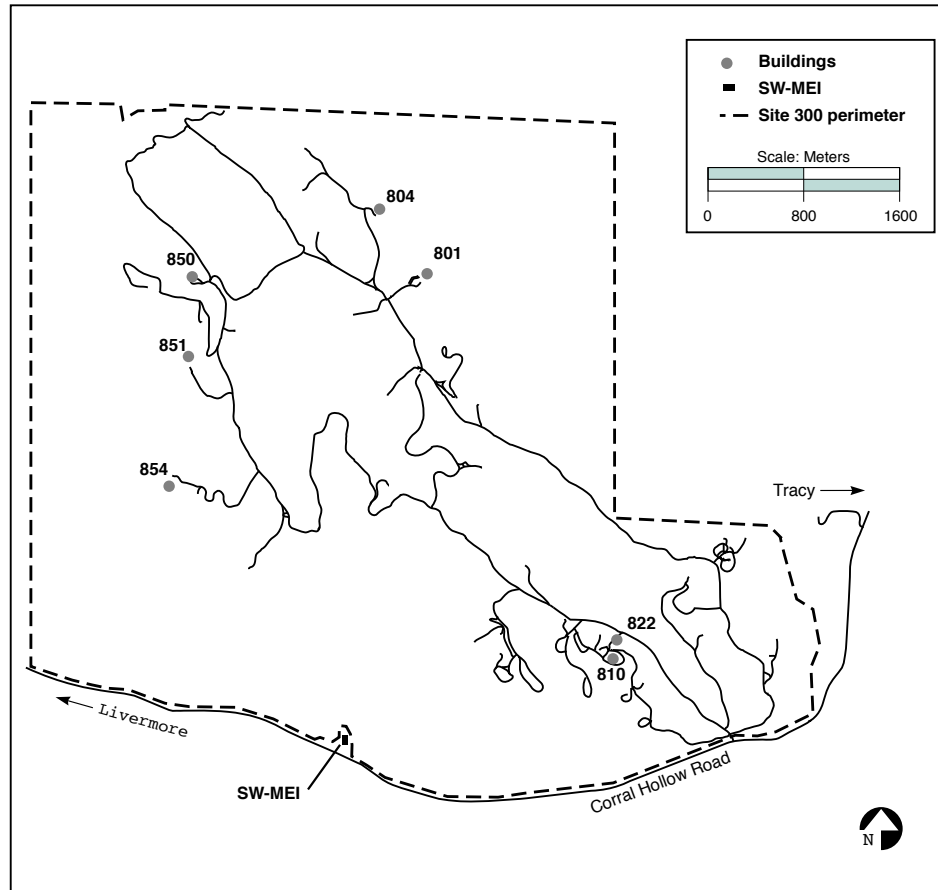 Buildings
SW-MEI
Site 300 perimeter
Scale: Meters
0 800 1600
804
801
850
851
854
Tracy
822
810
Livermore
SW-MEI
Corral Hollow Road
N